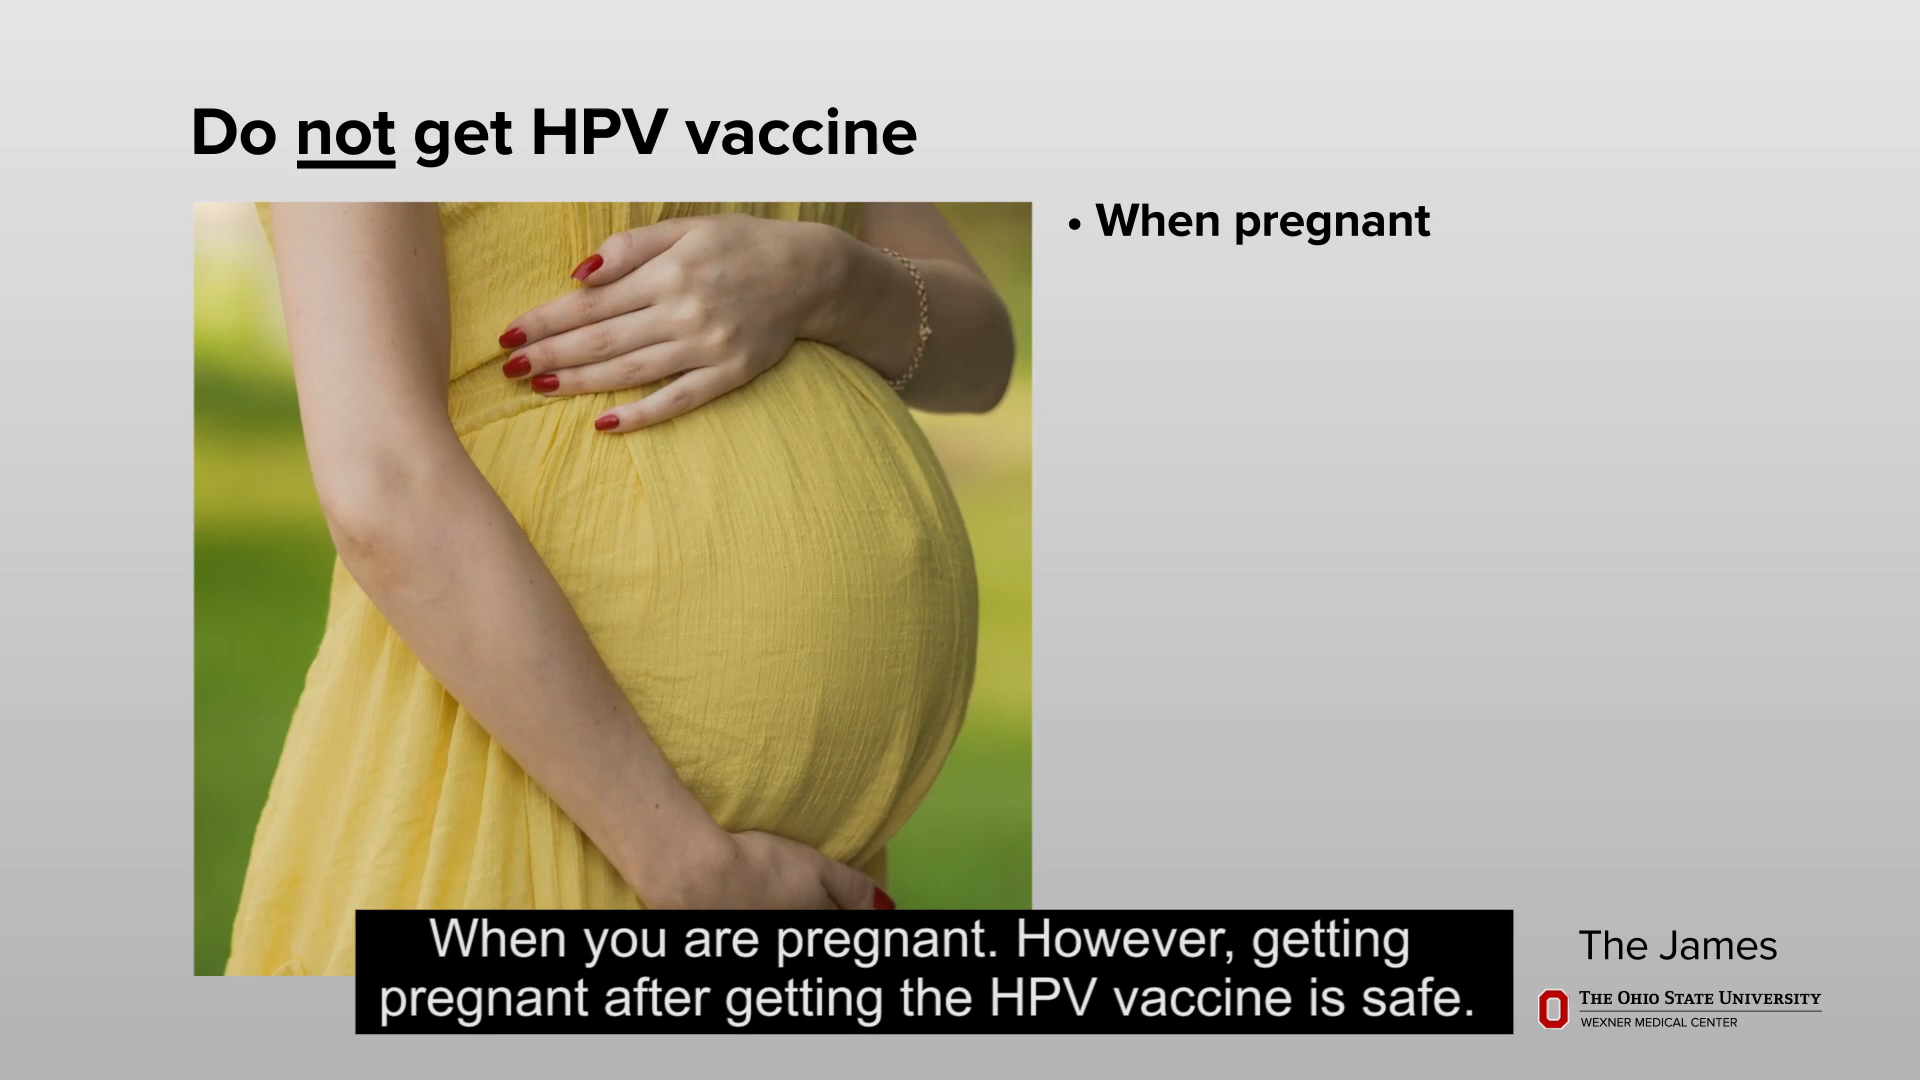 Do not get HPV vaccine
• When pregnant
When you are pregnant. However, getting
pregnant after getting the HPV vaccine is safe.
The James
THE OHIO STATE UNIVERSITY
WEXNER MEDICAL CENTER